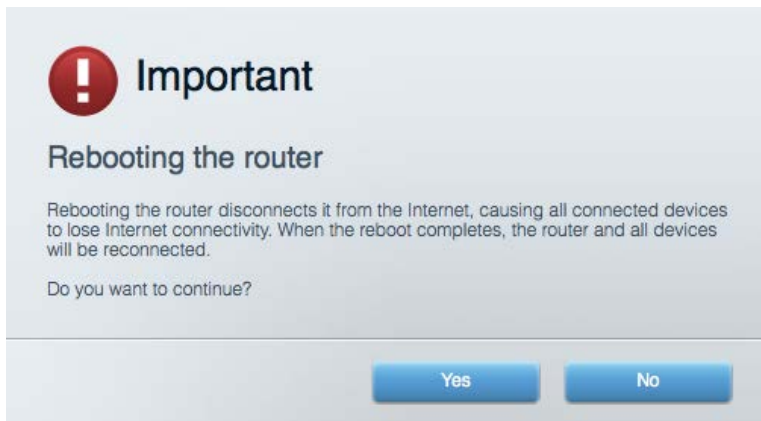 Important
Rebooting the router
Rebooting the router disconnects it from the Internet, causing all connected devices
to lose Internet connectivity. When the reboot completes, the router and all devices
will be reconnected.
Do you want to continue?
Yes No